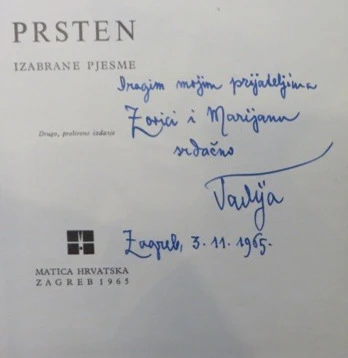 PRSTEN
IZABRANE PJESME
Dragim mojim prijateljima
Zorici i Marijanu
srdačno
Drugo, prošireno izdanje
Tadija
Zagreb, 3. 11. 1965.
MATICA HRVATSKA
ZAGREB 1965